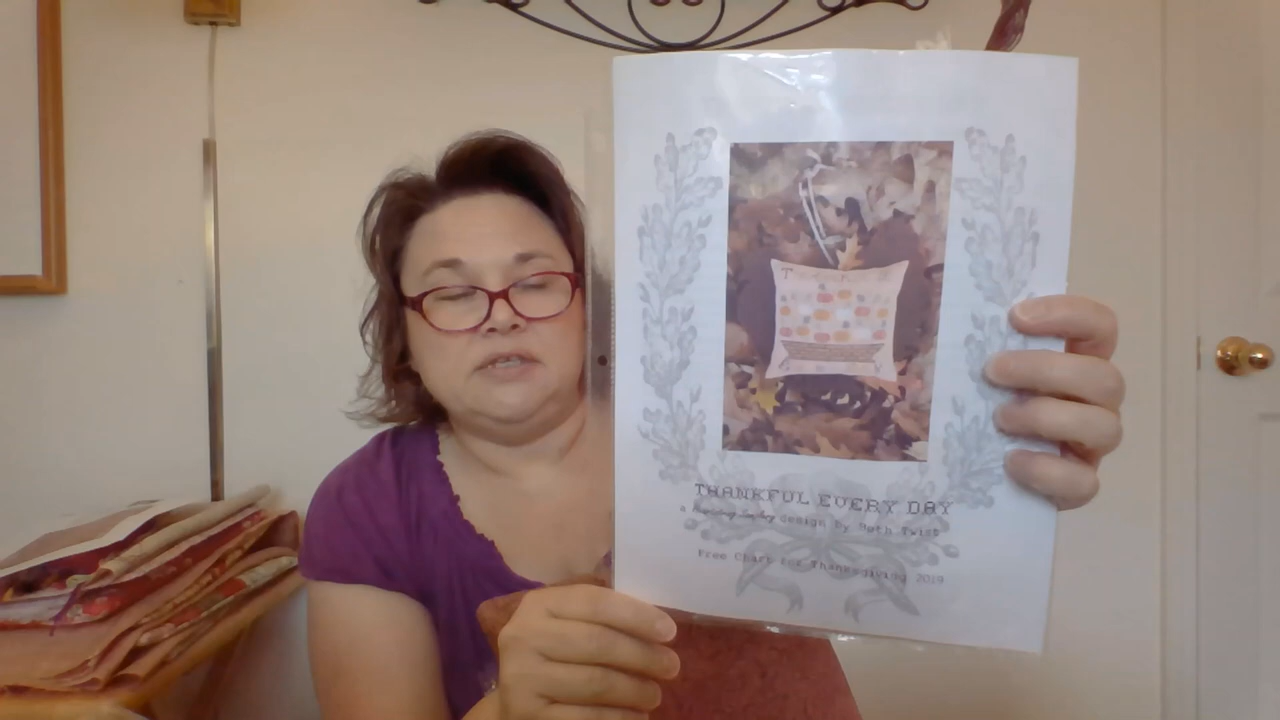 THANKFUL EVERY DAY
a design by Beth Twist
Free Chart for Thanksgiving 2019